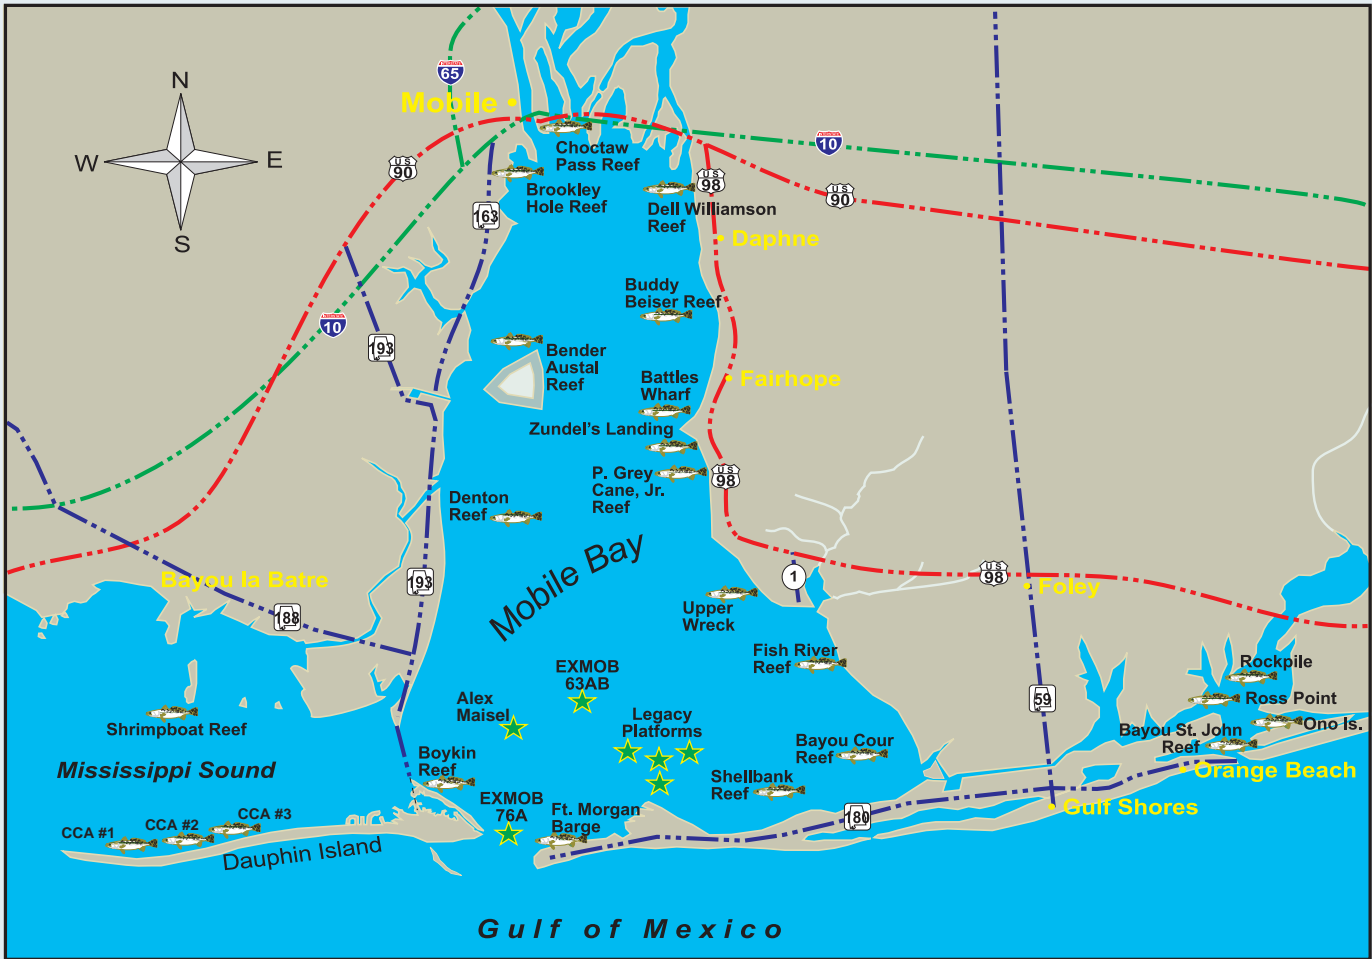 65
N
W
E
S
Mobile
Choctaw
Pass Reef
10
US
90
Brookley
Hole Reef
163
US
98
US
90
Dell Williamson
Reef
Daphne
Buddy
Beiser Reef
10
193
Bender
Austal
Reef
Battles
Wharf
Fairhope
Zundel's Landing
P. Grey
Cane, Jr.
Reef
US
98
Denton
Reef
Mobile Bay
Bayou la Batre
193
188
1
US
98
Foley
Upper
Wreck
Fish River
Reef
EXMOB
63AB
Alex
Maisel
Legacy
Platforms
Rockpile
Ross Point
Ono Is.
59
Bayou St. John
Reef
Shrimpboat Reef
Mississippi Sound
Boykin
Reef
Bayou Cour
Reef
Shellbank
Reef
Orange Beach
Gulf Shores
180
EXMOB
76A
Ft. Morgan
Barge
CCA #1
CCA #2
CCA #3
Dauphin Island
Gulf of Mexico